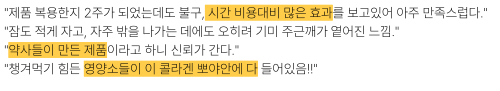 "제품 복용한지 2주가 되었는데도 불구, 시간 비용대비 많은 효과를 보고있어 아주 만족스럽다."
"잠도 적게 자고, 자주 밖을 나가는 데에도 오히려 기미 주근깨가 옅어진 느낌."
"약사들이 만든 제품이라고 하니 신뢰가 간다."
"챙겨먹기 힘든 영양소들이 이 콜라겐 뽀야안에 다 들어있음!!"